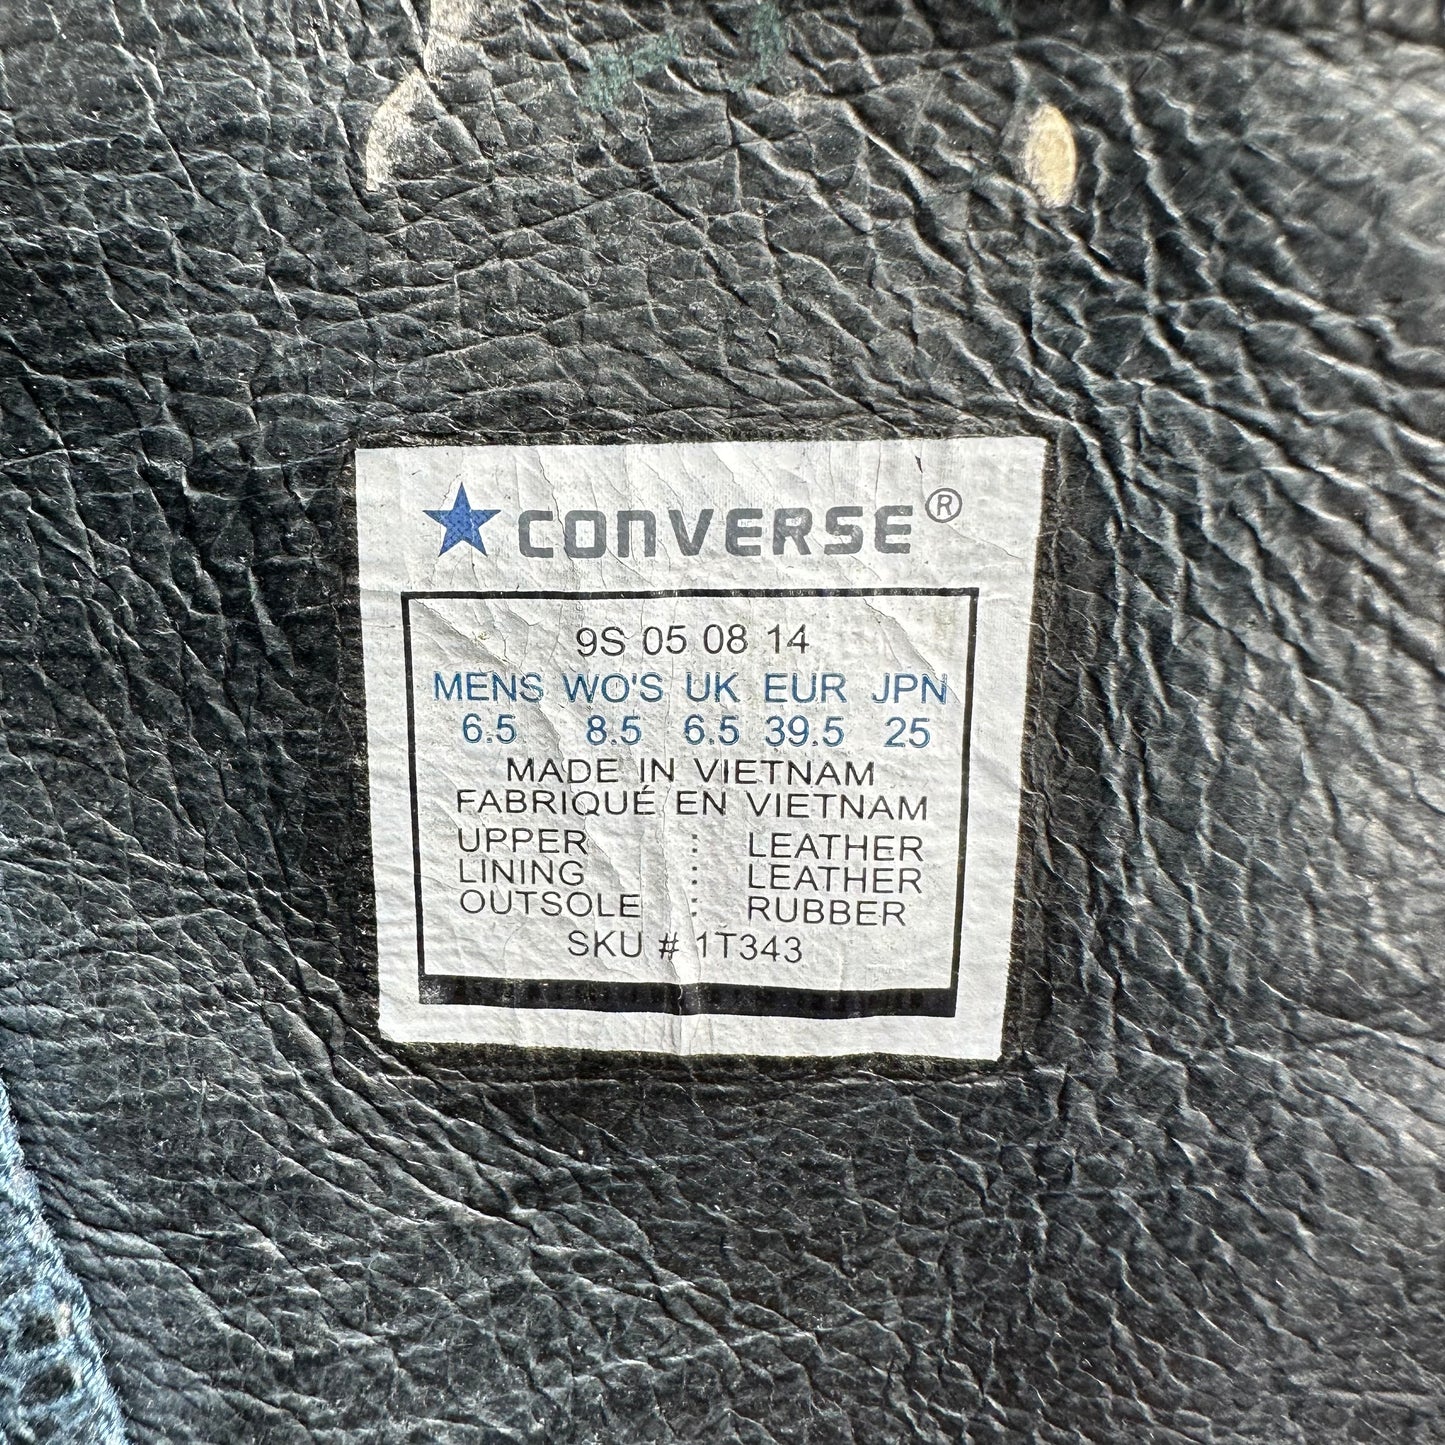 CONVERSE®
9S 05 08 14
MENS WO'S UK EUR JPN
6.5 8.5 6.5 39.5 25
MADE IN VIETNAM
FABRIQUÉ EN VIETNAM
UPPER : LEATHER
LINING : LEATHER
OUTSOLE : RUBBER
SKU # 1T343